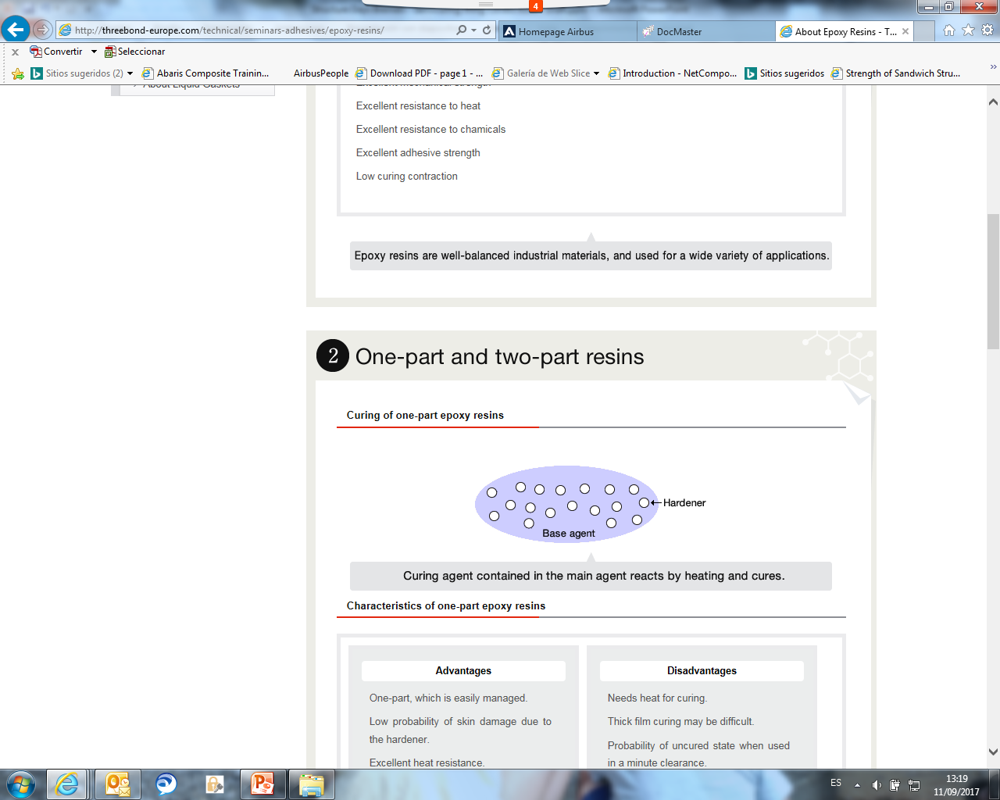 4
http://threebond-europe.com/technical/seminars-adhesives/epoxy-resins/
Homepage Airbus
DocMaster
About Epoxy Resins - T...
Convertir
Seleccionar
Sitios sugeridos (2)
Abaris Composite Trainin...
AirbusPeople
Download PDF - page 1 - ...
Galería de Web Slice
Introduction - NetCompo...
Sitios sugeridos
Strength of Sandwich Stru...
About Liquid Gaskets
Excellent mechanical strength
Excellent resistance to heat
Excellent resistance to chamicals
Excellent adhesive strength
Low curing contraction
Epoxy resins are well-balanced industrial materials, and used for a wide variety of applications.
2 One-part and two-part resins
Curing of one-part epoxy resins
Hardener
Base agent
Curing agent contained in the main agent reacts by heating and cures.
Characteristics of one-part epoxy resins
Advantages
One-part, which is easily managed.
Low probability of skin damage due to
the hardener.
Excellent heat resistance.
Disadvantages
Needs heat for curing.
Thick film curing may be difficult.
Probability of uncured state when used
in a minute clearance.
ES
13:19
11/09/2017